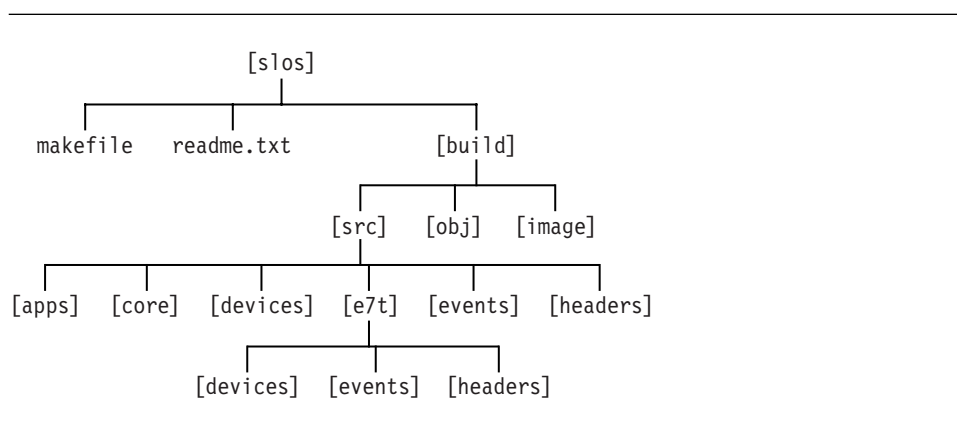 [slos]
makefile readme.txt [build]
[src] [obj] [image]
[apps] [core] [devices] [e7t] [events] [headers]
[devices] [events] [headers]